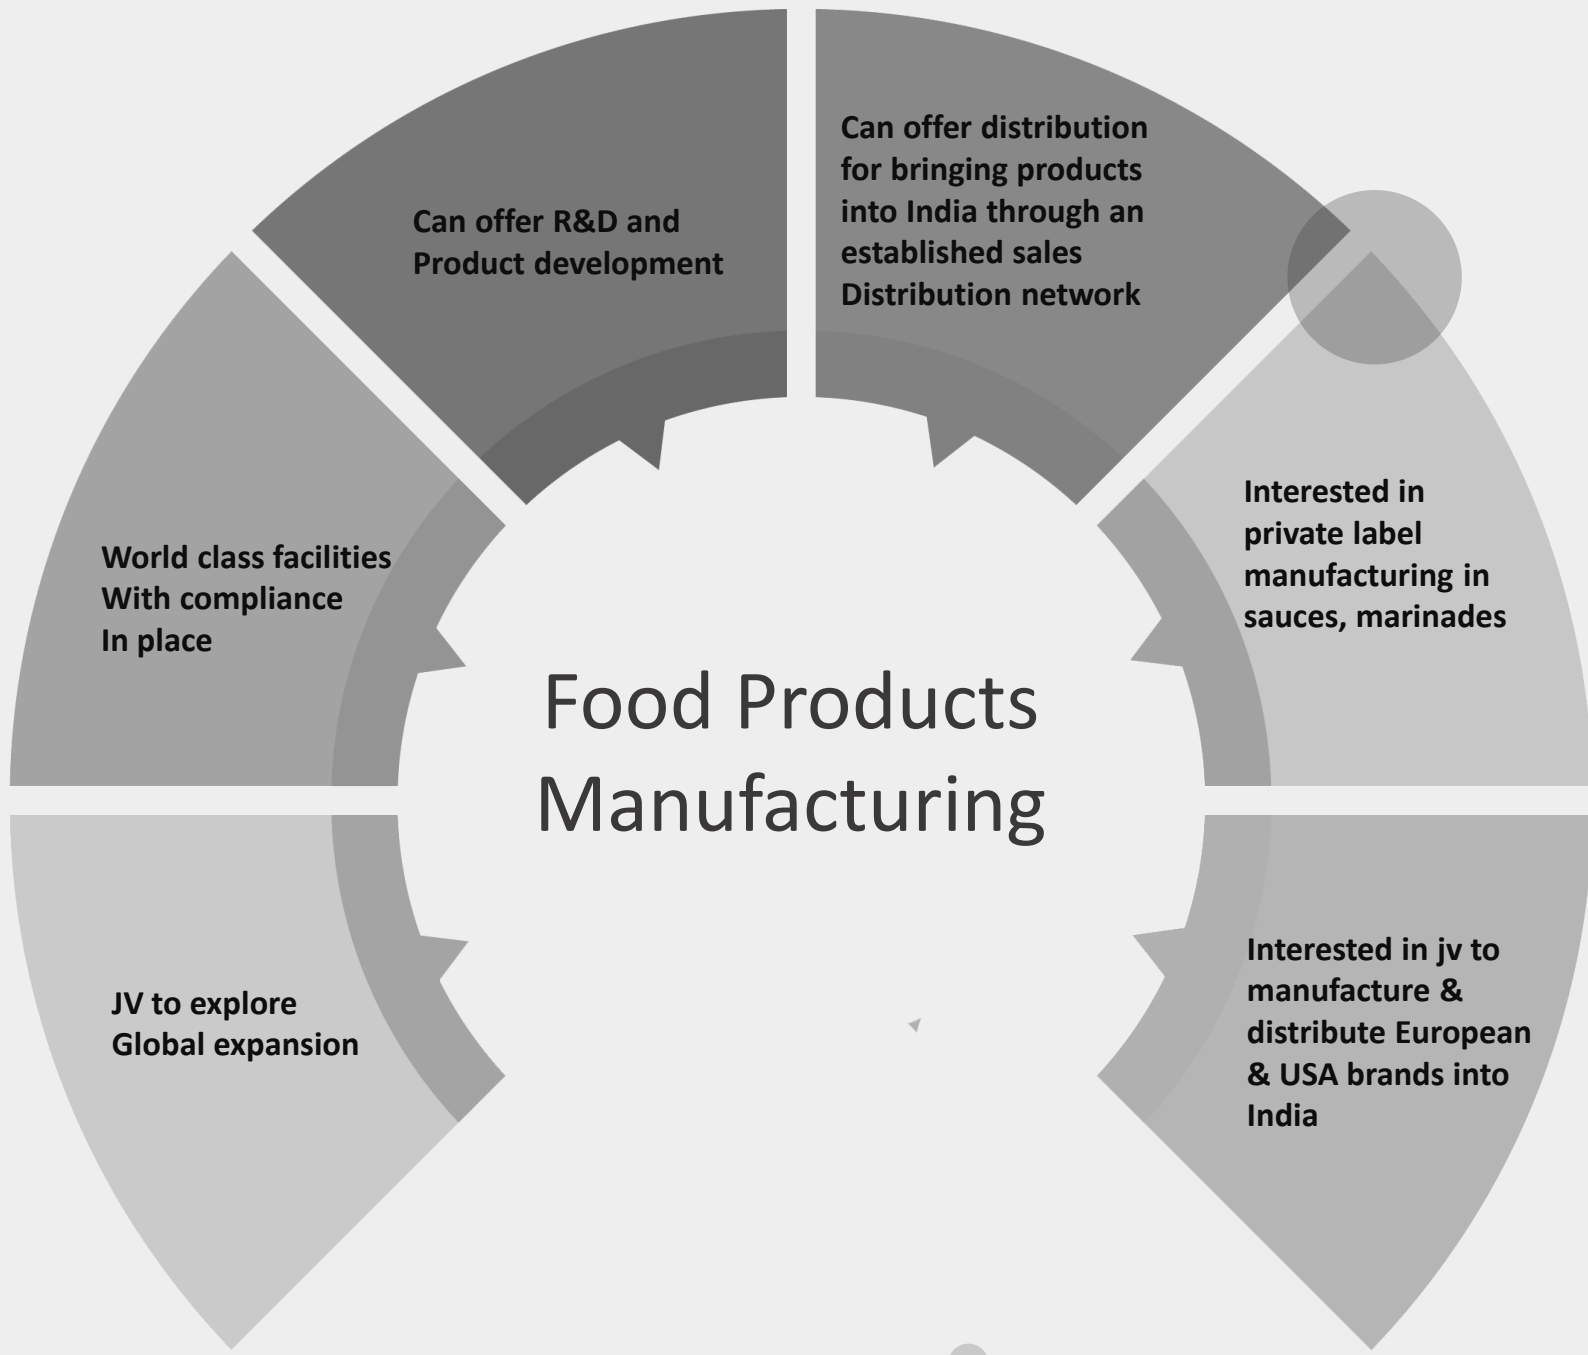 Can offer R&D and
Product development
Can offer distribution
for bringing products
into India through an
established sales
Distribution network
World class facilities
With compliance
In place
Interested in
private label
manufacturing in
sauces, marinades
Food Products
Manufacturing
JV to explore
Global expansion
Interested in jv to
manufacture &
distribute European
& USA brands into
India